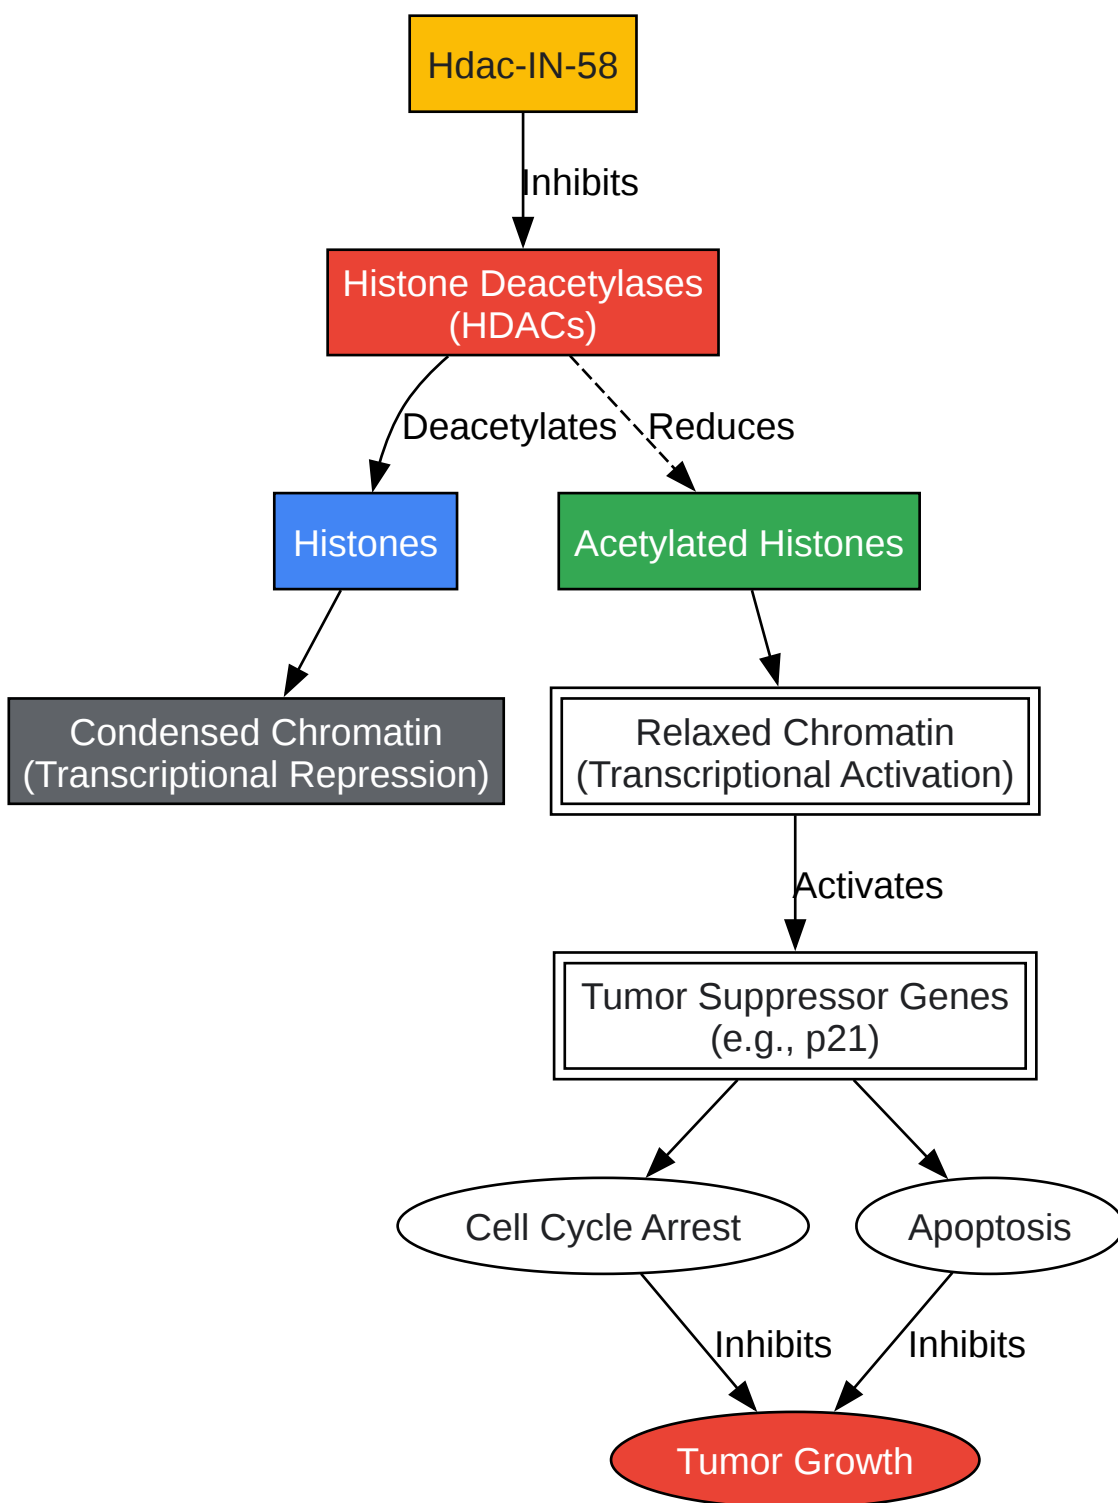 Hdac-IN-58
Inhibits
Histone Deacetylases
(HDACs)
Deacetylates
Reduces
Histones
Acetylated Histones
Condensed Chromatin
(Transcriptional Repression)
Relaxed Chromatin
(Transcriptional Activation)
Activates
Tumor Suppressor Genes
(e.g., p21)
Cell Cycle Arrest
Apoptosis
Inhibits
Inhibits
Tumor Growth